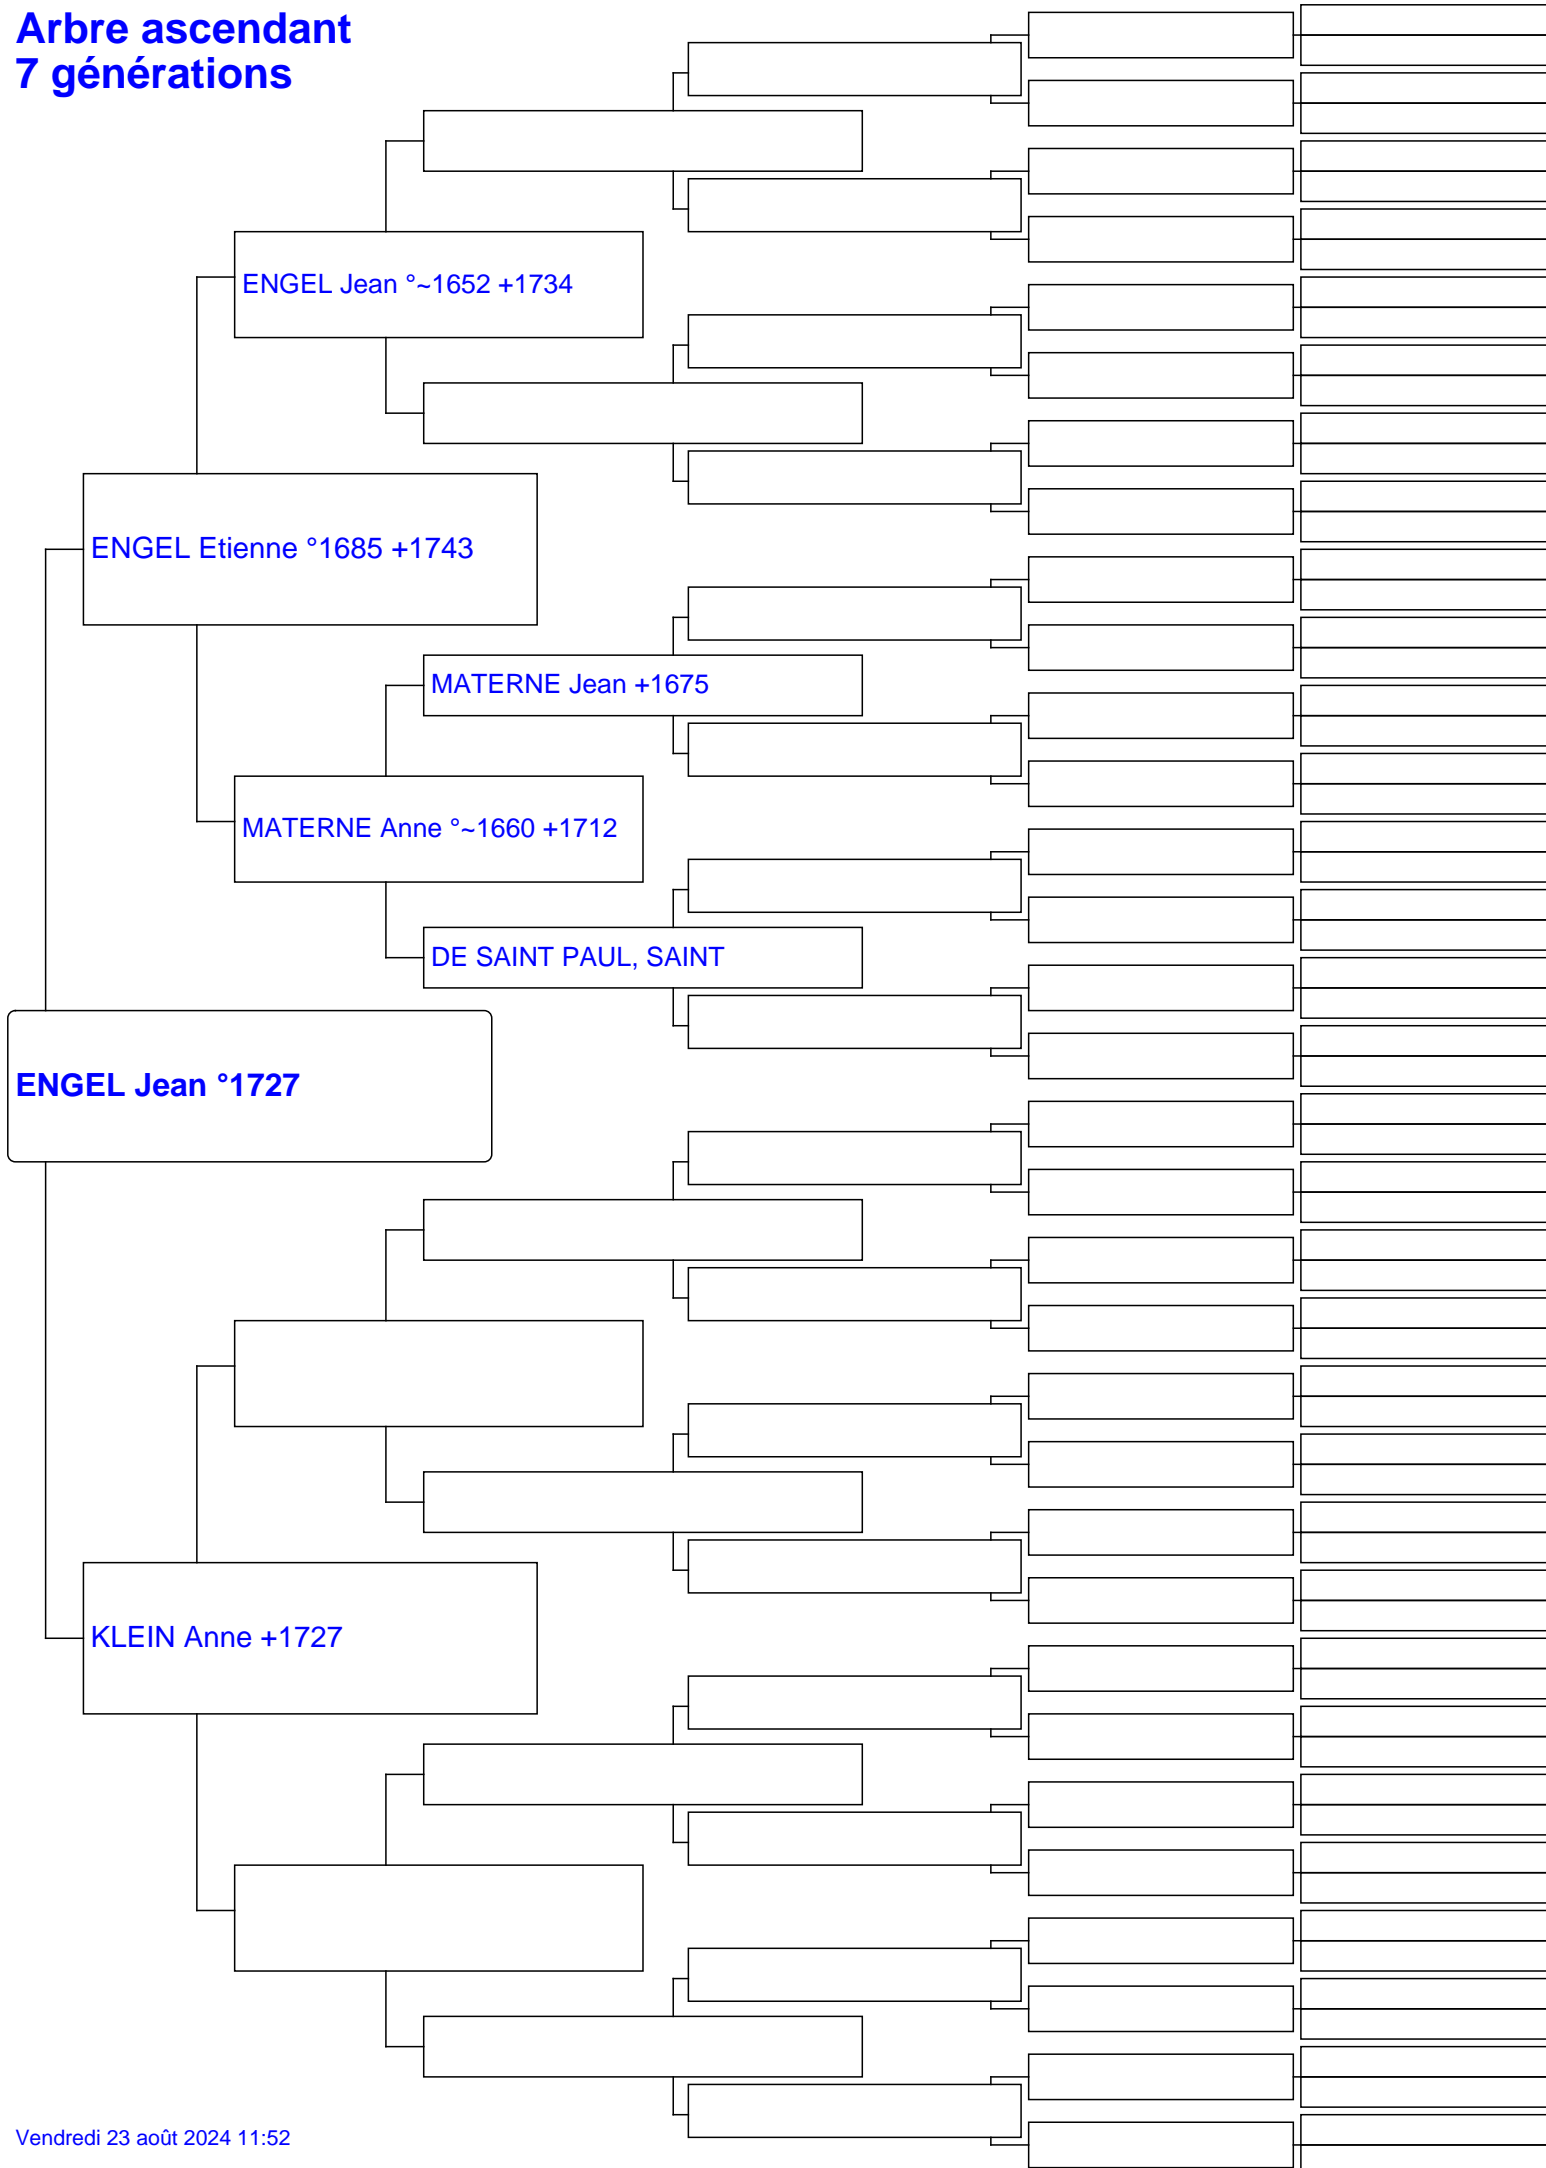 Arbre ascendant
7 générations
ENGEL Jean °~1652 +1734
ENGEL Etienne °1685 +1743
MATERNE Jean +1675
MATERNE Anne °~1660 +1712
DE SAINT PAUL, SAINT
ENGEL Jean °1727
KLEIN Anne +1727
Vendredi 23 août 2024 11:52